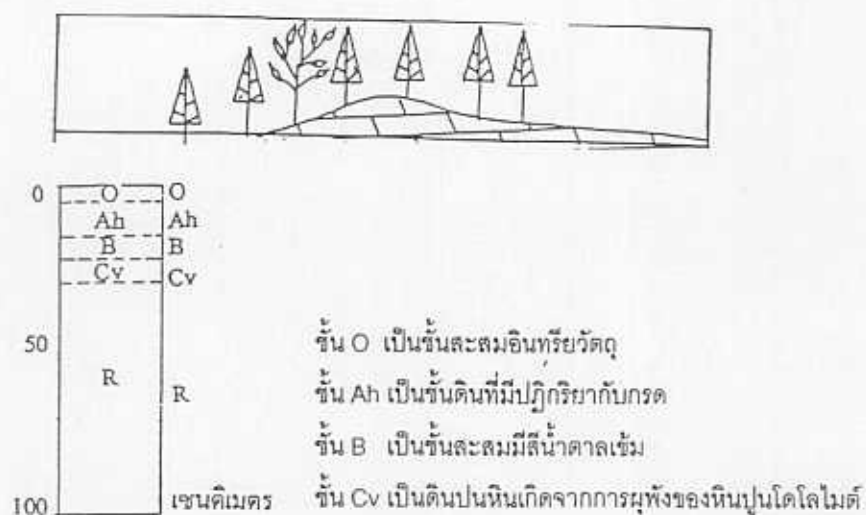 0
O O
Ah Ah
B B
Cv Cv
50
R R
100
เซนติเมตร
ชั้น O เป็นชั้นสะสมอินทรียวัตถุ
ชั้น Ah เป็นชั้นดินที่มีปฏิกริยากับกรด
ชั้น B เป็นชั้นสะสมมีสีน้ำตาลเข้ม
ชั้น Cv เป็นดินปนหินเกิดจากการผุพังของหินปูนโดโลไมต์